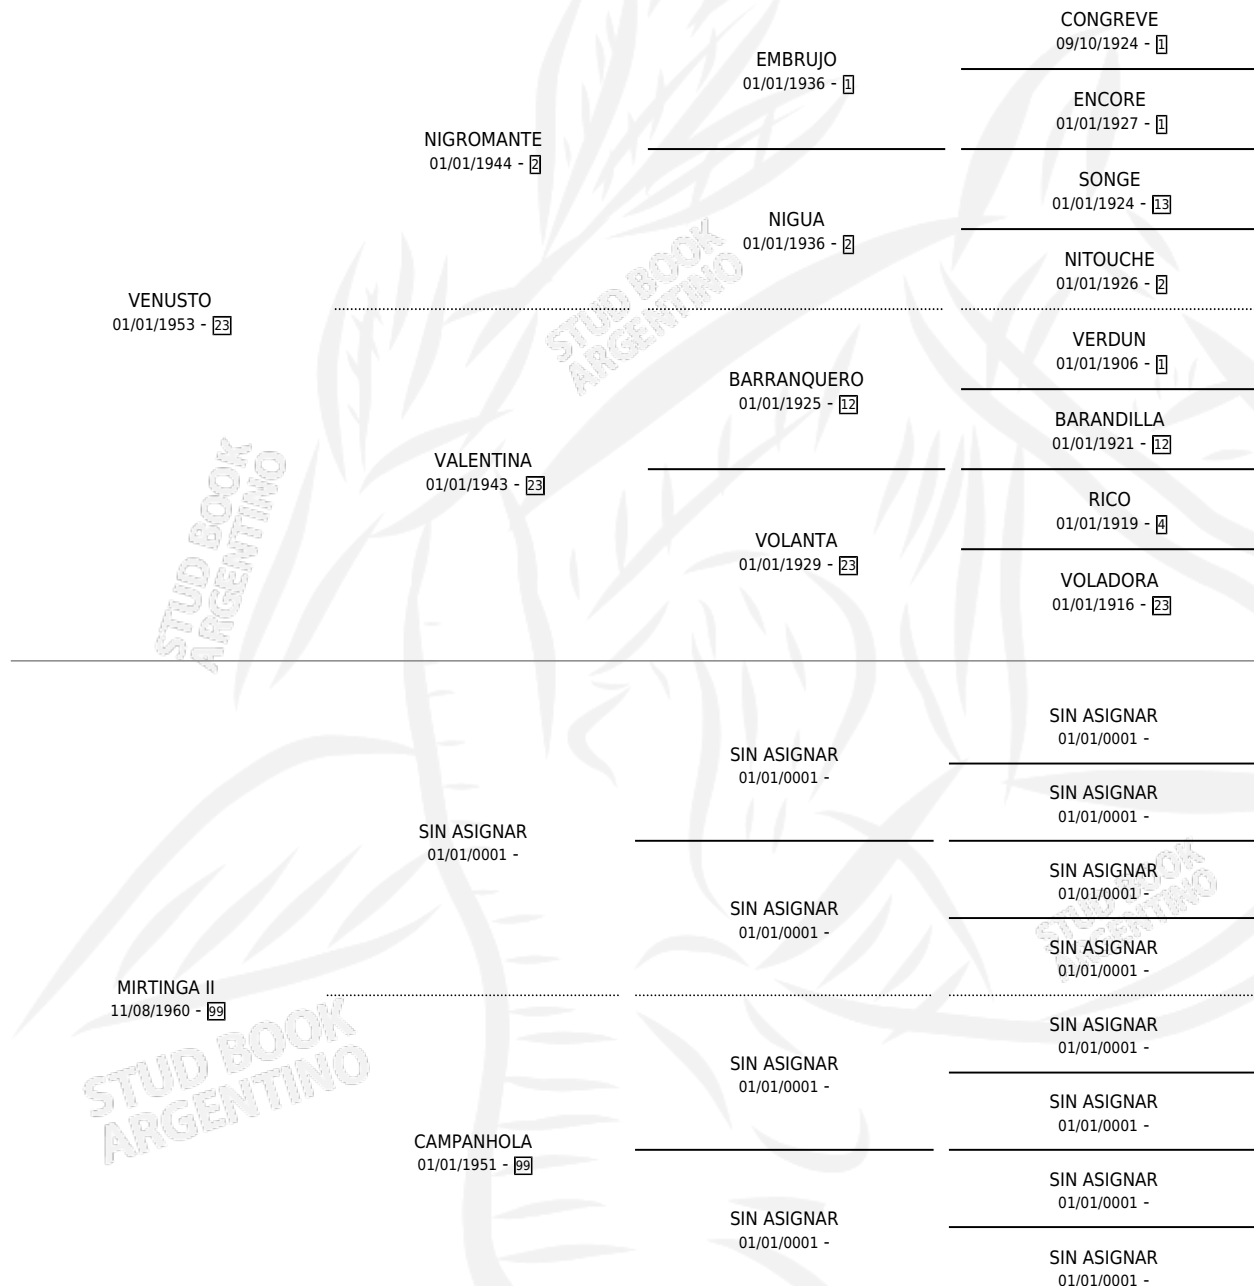 CONGREVE
09/10/1924 - 1
EMBRUJO
01/01/1936 - 1
ENCORE
01/01/1927 - 1
NIGROMANTE
01/01/1944 - 2
SONGE
01/01/1924 - 13
NIGUA
01/01/1936 - 2
NITOUCHE
01/01/1926 - 2
VENUSTO
01/01/1953 - 23
STUD BOOK
ARGENTINO
VERDUN
01/01/1906 - 1
BARRANQUERO
01/01/1925 - 12
BARANDILLA
01/01/1921 - 12
VALENTINA
01/01/1943 - 23
RICO
01/01/1919 - 4
VOLANTA
01/01/1929 - 23
VOLADORA
01/01/1916 - 23
STUD BOOK
ARGENTINO
SIN ASIGNAR
01/01/0001 -
SIN ASIGNAR
01/01/0001 -
SIN ASIGNAR
01/01/0001 -
SIN ASIGNAR
01/01/0001 -
SIN ASIGNAR
01/01/0001 -
SIN ASIGNAR
01/01/0001 -
SIN ASIGNAR
01/01/0001 -
STUD BOOK
ARGENTINO
MIRTINGA II
11/08/1960 - 99
STUD BOOK
ARGENTINO
SIN ASIGNAR
01/01/0001 -
SIN ASIGNAR
01/01/0001 -
SIN ASIGNAR
01/01/0001 -
CAMPANHOLA
01/01/1951 - 99
SIN ASIGNAR
01/01/0001 -
SIN ASIGNAR
01/01/0001 -
SIN ASIGNAR
01/01/0001 -